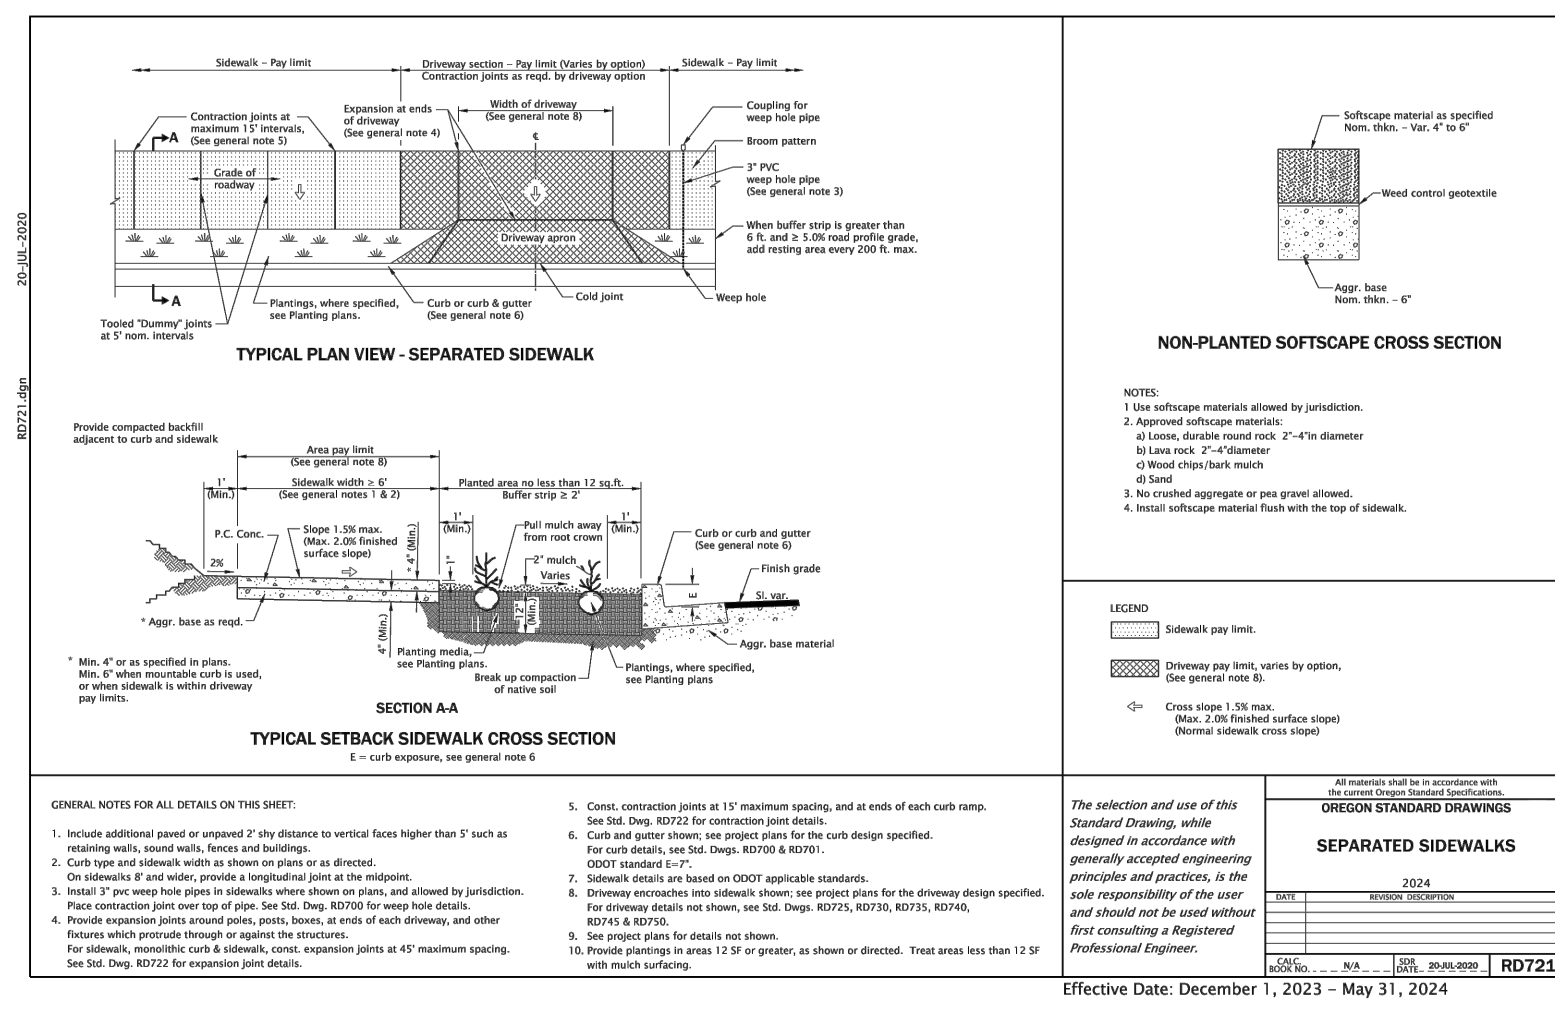 Sidewalk – Pay limit
Driveway section – Pay limit (Varies by option)
Contraction joints as reqd. by driveway option
Sidewalk – Pay limit
Contraction joints at
maximum 15' intervals,
(See general note 5)
Expansion at ends
of driveway
(See general note 4)
Width of driveway
(See general note 8)
Coupling for
weep hole pipe
Broom pattern
3" PVC
weep hole pipe
(See general note 3)
A
Grade of
roadway
Driveway apron
When buffer strip is greater than
6 ft. and ≥ 5.0% road profile grade,
add resting area every 200 ft. max.
A
Plantings, where specified,
see Planting plans.
Curb or curb & gutter
(See general note 6)
Cold joint
Weep hole
Tooled "Dummy" joints
at 5' nom. intervals
TYPICAL PLAN VIEW - SEPARATED SIDEWALK
20-JUL-2020
RD721.dgn
Provide compacted backfill
adjacent to curb and sidewalk
Area pay limit
(See general note 8)
1'
(Min.)
Sidewalk width ≥ 6'
(See general notes 1 & 2)
Planted area no less than 12 sq.ft.
Buffer strip ≥ 2'
P.C. Conc.
Slope 1.5% max.
(Max. 2.0% finished
surface slope)
* 4" (Min.)
1'
(Min.)
1"
Pull mulch away
from root crown
1'
(Min.)
2" mulch
Varies
Curb or curb and gutter
(See general note 6)
Finish grade
2%
E
Sl. var.
12"
(Min.)
* Aggr. base as reqd.
4" (Min.)
Planting media,
see Planting plans.
Break up compaction
of native soil
Plantings, where specified,
see Planting plans
Aggr. base material
* Min. 4" or as specified in plans.
Min. 6" when mountable curb is used,
or when sidewalk is within driveway
pay limits.
SECTION A-A
TYPICAL SETBACK SIDEWALK CROSS SECTION
E = curb exposure, see general note 6
Softscape material as specified
Nom. thkn. – Var. 4" to 6"
Weed control geotextile
Aggr. base
Nom. thkn. – 6"
NON-PLANTED SOFTSCAPE CROSS SECTION
NOTES:
1 Use softscape materials allowed by jurisdiction.
2. Approved softscape materials:
a) Loose, durable round rock 2"–4"in diameter
b) Lava rock 2"–4"diameter
c) Wood chips/bark mulch
d) Sand
3. No crushed aggregate or pea gravel allowed.
4. Install softscape material flush with the top of sidewalk.
LEGEND
Sidewalk pay limit.
Driveway pay limit, varies by option,
(See general note 8).
Cross slope 1.5% max.
(Max. 2.0% finished surface slope)
(Normal sidewalk cross slope)
GENERAL NOTES FOR ALL DETAILS ON THIS SHEET:
1. Include additional paved or unpaved 2' shy distance to vertical faces higher than 5' such as
retaining walls, sound walls, fences and buildings.
2. Curb type and sidewalk width as shown on plans or as directed.
On sidewalks 8' and wider, provide a longitudinal joint at the midpoint.
3. Install 3" pvc weep hole pipes in sidewalks where shown on plans, and allowed by jurisdiction.
Place contraction joint over top of pipe. See Std. Dwg. RD700 for weep hole details.
4. Provide expansion joints around poles, posts, boxes, at ends of each driveway, and other
fixtures which protrude through or against the structures.
For sidewalk, monolithic curb & sidewalk, const. expansion joints at 45' maximum spacing.
See Std. Dwg. RD722 for expansion joint details.
5. Const. contraction joints at 15' maximum spacing, and at ends of each curb ramp.
See Std. Dwg. RD722 for contraction joint details.
6. Curb and gutter shown; see project plans for the curb design specified.
For curb details, see Std. Dwgs. RD700 & RD701.
ODOT standard E=7".
7. Sidewalk details are based on ODOT applicable standards.
8. Driveway encroaches into sidewalk shown; see project plans for the driveway design specified.
For driveway details not shown, see Std. Dwgs. RD725, RD730, RD735, RD740,
RD745 & RD750.
9. See project plans for details not shown.
10. Provide plantings in areas 12 SF or greater, as shown or directed. Treat areas less than 12 SF
with mulch surfacing.
The selection and use of this
Standard Drawing, while
designed in accordance with
generally accepted engineering
principles and practices, is the
sole responsibility of the user
and should not be used without
first consulting a Registered
Professional Engineer.
All materials shall be in accordance with
the current Oregon Standard Specifications.
OREGON STANDARD DRAWINGS
SEPARATED SIDEWALKS
2024
DATE REVISION DESCRIPTION
CALC.
BOOK NO. N/A
SDR
DATE 20-JUL-2020
RD721
Effective Date: December 1, 2023 – May 31, 2024